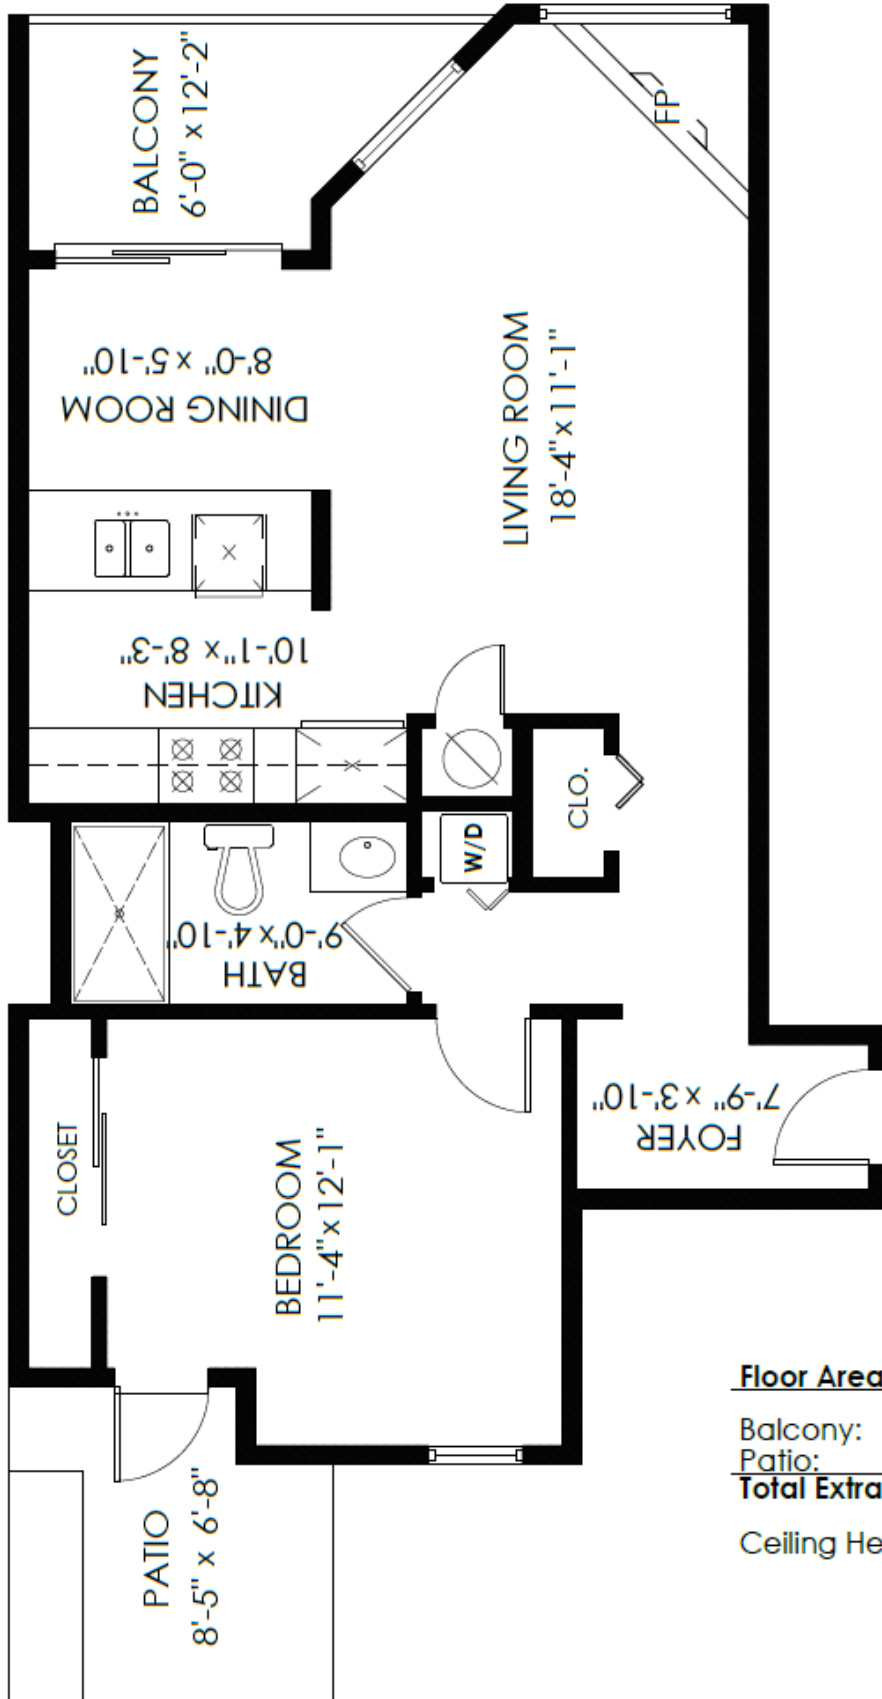 BALCONY
6'-0" x 12'-2"
FP
DINING ROOM
8'-0" x 5'-10"
LIVING ROOM
18'-4"x11'-1"
KITCHEN
10'-1"x 8'-3"
CLO.
W/D
BATH
9'-0"x4'-10"
CLOSET
BEDROOM
11'-4"x12'-1"
FOYER
7'-9" x 3'-10"
PATIO
8'-5" x 6'-8"
Floor Area
Balcony:
Patio:
Total Extra
Ceiling He